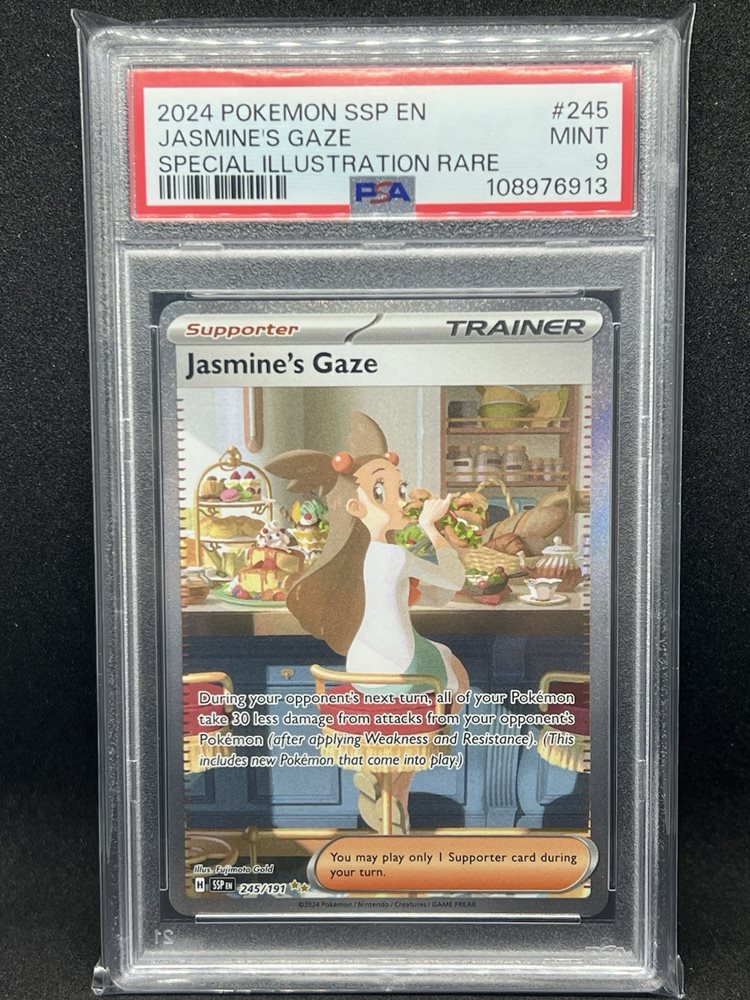 2024 POKEMON SSP EN #245
JASMINE'S GAZE MINT
SPECIAL ILLUSTRATION RARE 9
PSA 108976913
Supporter TRAINER
Jasmine's Gaze
During your opponent's next turn, all of your Pokémon
take 30 less damage from attacks from your opponent's
Pokémon (after applying Weakness and Resistance). (This
includes new Pokémon that come into play.)
You may play only 1 Supporter card during
your turn.
Illus. Fujimoto Gold
H SSP EN 245/191
©2024 Pokémon / Nintendo / Creatures / GAME FREAK